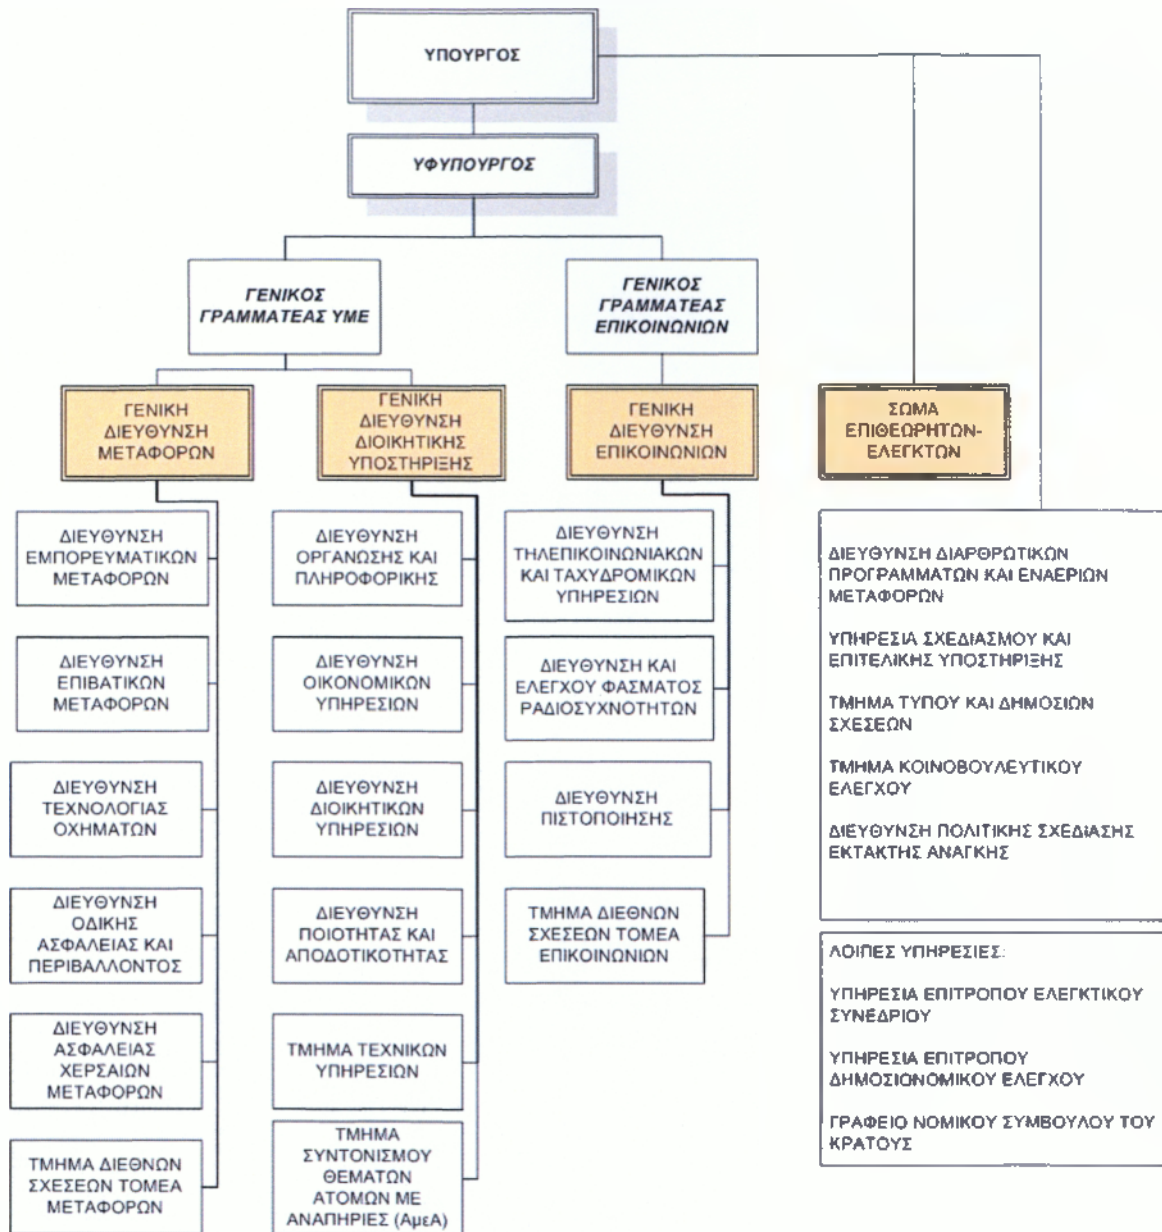 ΥΠΟΥΡΓΟΣ
ΥΦΥΠΟΥΡΓΟΣ
ΓΕΝΙΚΟΣ
ΓΡΑΜΜΑΤΕΑΣ ΥΜΕ
ΓΕΝΙΚΟΣ
ΓΡΑΜΜΑΤΕΑΣ
ΕΠΙΚΟΙΝΩΝΙΩΝ
ΓΕΝΙΚΗ
ΔΙΕΥΘΥΝΣΗ
ΜΕΤΑΦΟΡΩΝ
ΓΕΝΙΚΗ
ΔΙΕΥΘΥΝΣΗ
ΔΙΟΙΚΗΤΙΚΗΣ
ΥΠΟΣΤΗΡΙΞΗΣ
ΓΕΝΙΚΗ
ΔΙΕΥΘΥΝΣΗ
ΕΠΙΚΟΙΝΩΝΙΩΝ
ΣΩΜΑ
ΕΠΙΘΕΩΡΗΤΩΝ-
ΕΛΕΓΚΤΩΝ
ΔΙΕΥΘΥΝΣΗ
ΕΜΠΟΡΕΥΜΑΤΙΚΩΝ
ΜΕΤΑΦΟΡΩΝ
ΔΙΕΥΘΥΝΣΗ
ΕΠΙΒΑΤΙΚΩΝ
ΜΕΤΑΦΟΡΩΝ
ΔΙΕΥΘΥΝΣΗ
ΤΕΧΝΟΛΟΓΙΑΣ
ΟΧΗΜΑΤΩΝ
ΔΙΕΥΘΥΝΣΗ
ΟΔΙΚΗΣ
ΑΣΦΑΛΕΙΑΣ ΚΑΙ
ΠΕΡΙΒΑΛΛΟΝΤΟΣ
ΔΙΕΥΘΥΝΣΗ
ΑΣΦΑΛΕΙΑΣ
ΧΕΡΣΑΙΩΝ
ΜΕΤΑΦΟΡΩΝ
ΤΜΗΜΑ ΔΙΕΘΝΩΝ
ΣΧΕΣΕΩΝ ΤΟΜΕΑ
ΜΕΤΑΦΟΡΩΝ
ΔΙΕΥΘΥΝΣΗ
ΟΡΓΑΝΩΣΗΣ ΚΑΙ
ΠΛΗΡΟΦΟΡΙΚΗΣ
ΔΙΕΥΘΥΝΣΗ
ΟΙΚΟΝΟΜΙΚΩΝ
ΥΠΗΡΕΣΙΩΝ
ΔΙΕΥΘΥΝΣΗ
ΔΙΟΙΚΗΤΙΚΩΝ
ΥΠΗΡΕΣΙΩΝ
ΔΙΕΥΘΥΝΣΗ
ΠΟΙΟΤΗΤΑΣ ΚΑΙ
ΑΠΟΔΟΤΙΚΟΤΗΤΑΣ
ΤΜΗΜΑ ΤΕΧΝΙΚΩΝ
ΥΠΗΡΕΣΙΩΝ
ΤΜΗΜΑ
ΣΥΝΤΟΝΙΣΜΟΥ
ΘΕΜΑΤΩΝ
ΑΤΟΜΩΝ ΜΕ
ΑΝΑΠΗΡΙΕΣ (ΑμεΑ)
ΔΙΕΥΘΥΝΣΗ
ΤΗΛΕΠΙΚΟΙΝΩΝΙΑΚΩΝ
ΚΑΙ ΤΑΧΥΔΡΟΜΙΚΩΝ
ΥΠΗΡΕΣΙΩΝ
ΔΙΕΥΘΥΝΣΗ ΚΑΙ
ΕΛΕΓΧΟΥ ΦΑΣΜΑΤΟΣ
ΡΑΔΙΟΣΥΧΝΟΤΗΤΩΝ
ΔΙΕΥΘΥΝΣΗ
ΠΙΣΤΟΠΟΙΗΣΗΣ
ΤΜΗΜΑ ΔΙΕΘΝΩΝ
ΣΧΕΣΕΩΝ ΤΟΜΕΑ
ΕΠΙΚΟΙΝΩΝΙΩΝ
ΔΙΕΥΘΥΝΣΗ ΔΙΑΡΘΡΩΤΙΚΩΝ
ΠΡΟΓΡΑΜΜΑΤΩΝ ΚΑΙ ΕΝΑΕΡΙΩΝ
ΜΕΤΑΦΟΡΩΝ
ΥΠΗΡΕΣΙΑ ΣΧΕΔΙΑΣΜΟΥ ΚΑΙ
ΕΠΙΤΕΛΙΚΗΣ ΥΠΟΣΤΗΡΙΞΗΣ
ΤΜΗΜΑ ΤΥΠΟΥ ΚΑΙ ΔΗΜΟΣΙΩΝ
ΣΧΕΣΕΩΝ
ΤΜΗΜΑ ΚΟΙΝΟΒΟΥΛΕΥΤΙΚΟΥ
ΕΛΕΓΧΟΥ
ΔΙΕΥΘΥΝΣΗ ΠΟΛΙΤΙΚΗΣ ΣΧΕΔΙΑΣΗΣ
ΕΚΤΑΚΤΗΣ ΑΝΑΓΚΗΣ
ΛΟΙΠΕΣ ΥΠΗΡΕΣΙΕΣ:
ΥΠΗΡΕΣΙΑ ΕΠΙΤΡΟΠΟΥ ΕΛΕΓΚΤΙΚΟΥ
ΣΥΝΕΔΡΙΟΥ
ΥΠΗΡΕΣΙΑ ΕΠΙΤΡΟΠΟΥ
ΔΗΜΟΣΙΟΝΟΜΙΚΟΥ ΕΛΕΓΧΟΥ
ΓΡΑΦΕΙΟ ΝΟΜΙΚΟΥ ΣΥΜΒΟΥΛΟΥ ΤΟΥ
ΚΡΑΤΟΥΣ